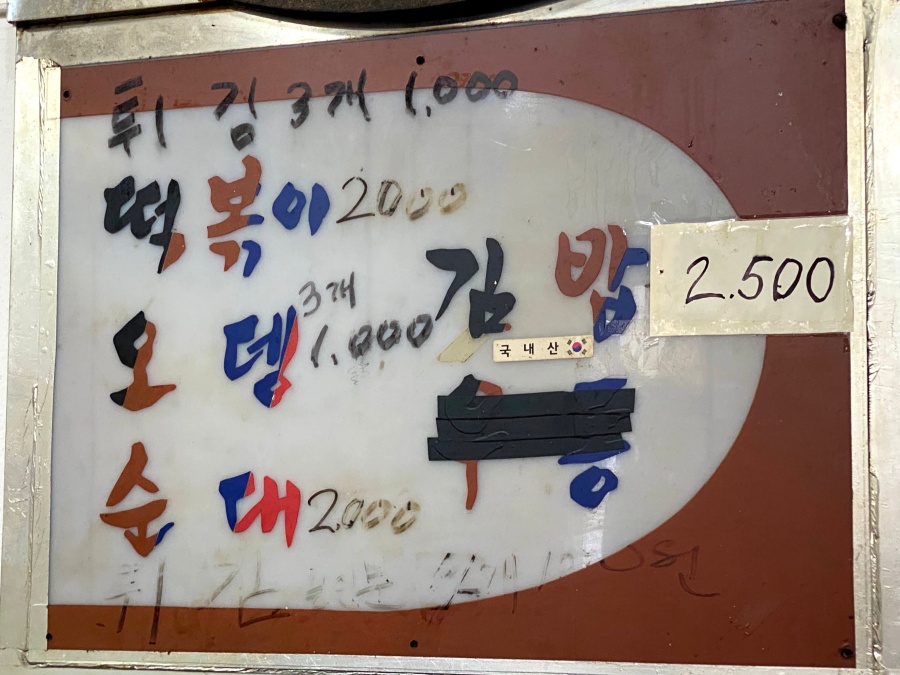 튀김 3개 1,000
떡볶이 2000
오뎅 3개 1,000
순대 2000
김밥 2.500
국내산